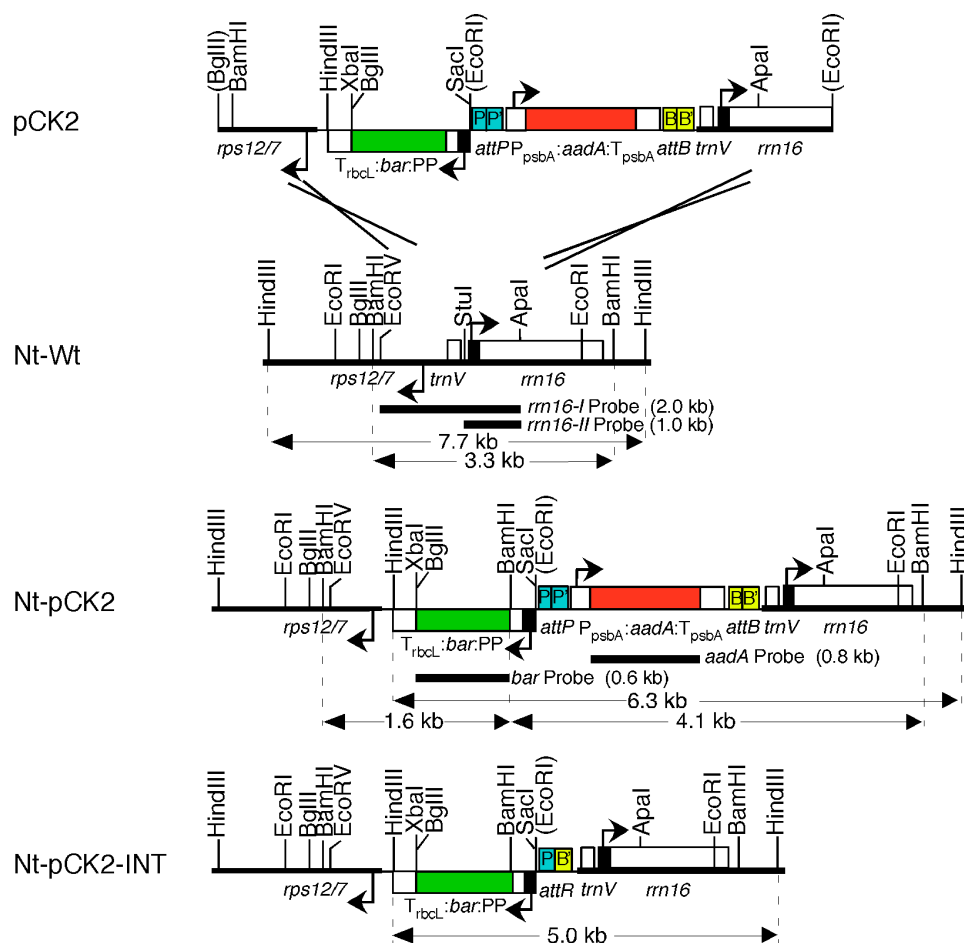 (BglII) BamHI HindIII XbaI BglII SacI (EcoRI) ApaI (EcoRI)
pCK2 P P' B B'
rps12/7 TrbcL:bar:PP attP PpsbA:aadA:TpsbA attB trnV rrn16
HindIII EcoRI BglII BamHI EcoRV StuI ApaI EcoRI BamHI HindIII
Nt-Wt
rps12/7 trnV rrn16
rrn16-I Probe (2.0 kb)
rrn16-II Probe (1.0 kb)
7.7 kb
3.3 kb
HindIII EcoRI BglII BamHI EcoRV HindIII XbaI BglII BamHI SacI (EcoRI) ApaI EcoRI BamHI HindIII
Nt-pCK2 P P' B B'
rps12/7 TrbcL:bar:PP attP PpsbA:aadA:TpsbA attB trnV rrn16
aadA Probe (0.8 kb)
bar Probe (0.6 kb)
6.3 kb
1.6 kb 4.1 kb
HindIII EcoRI BglII BamHI EcoRV HindIII XbaI BglII BamHI SacI (EcoRI) ApaI EcoRI BamHI HindIII
Nt-pCK2-INT P B'
rps12/7 TrbcL:bar:PP attR trnV rrn16
5.0 kb